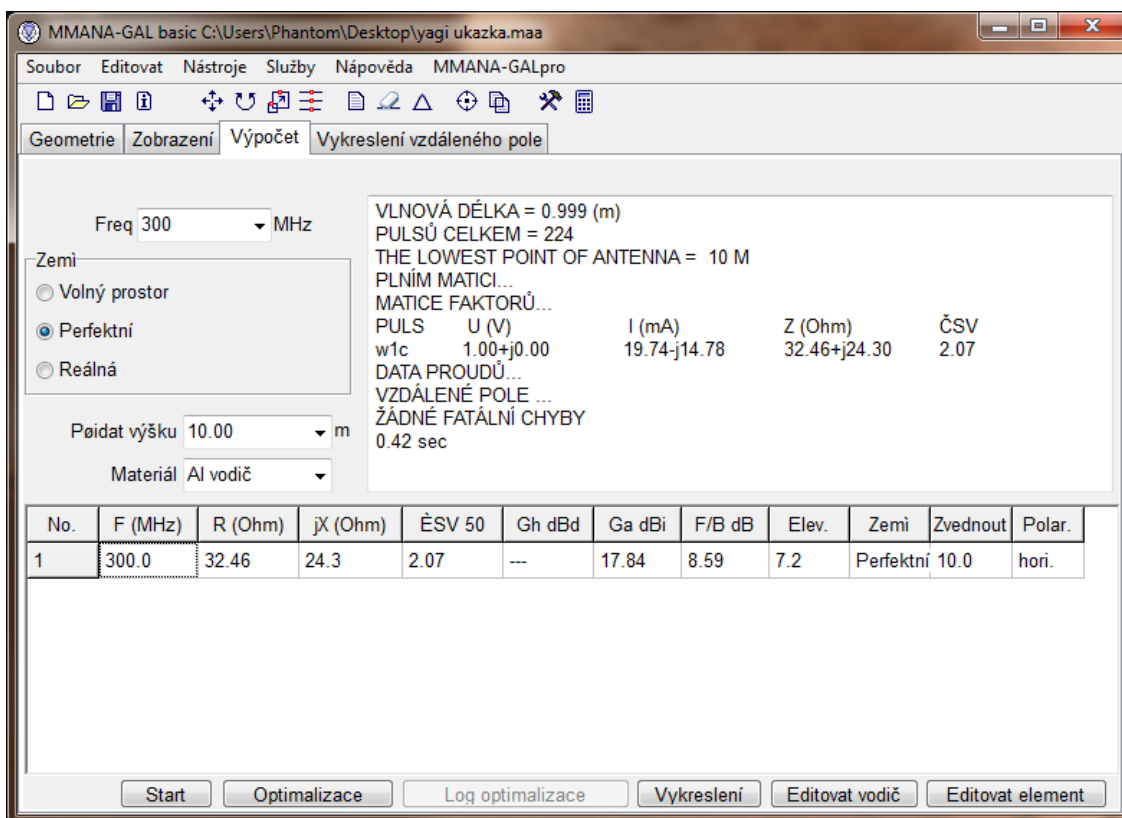 MMANA-GAL basic C:\Users\Phantom\Desktop\yagi ukazka.maa
Soubor Editovat Nástroje Služby Nápověda MMANA-GALpro
Geometrie Zobrazení Výpočet Vykreslení vzdáleného pole
Freq 300 MHz
Zemì
Volný prostor
Perfektní
Reálná
Pøidat výšku 10.00 m
Materiál Al vodič
VLNOVÁ DÉLKA = 0.999 (m)
PULSŮ CELKEM = 224
THE LOWEST POINT OF ANTENNA = 10 M
PLNÍM MATICI...
MATICE FAKTORŮ...
PULS U (V) I (mA) Z (Ohm) ČSV
w1c 1.00+j0.00 19.74-j14.78 32.46+j24.30 2.07
DATA PROUDŮ...
VZDÁLENÉ POLE ...
ŽÁDNÉ FATÁLNÍ CHYBY
0.42 sec
No. F (MHz) R (Ohm) jX (Ohm) ÈSV 50 Gh dBd Ga dBi F/B dB Elev. Zemì Zvednout Polar.
1 300.0 32.46 24.3 2.07 --- 17.84 8.59 7.2 Perfektní 10.0 hori.
Start Optimalizace Log optimalizace Vykreslení Editovat vodič Editovat element